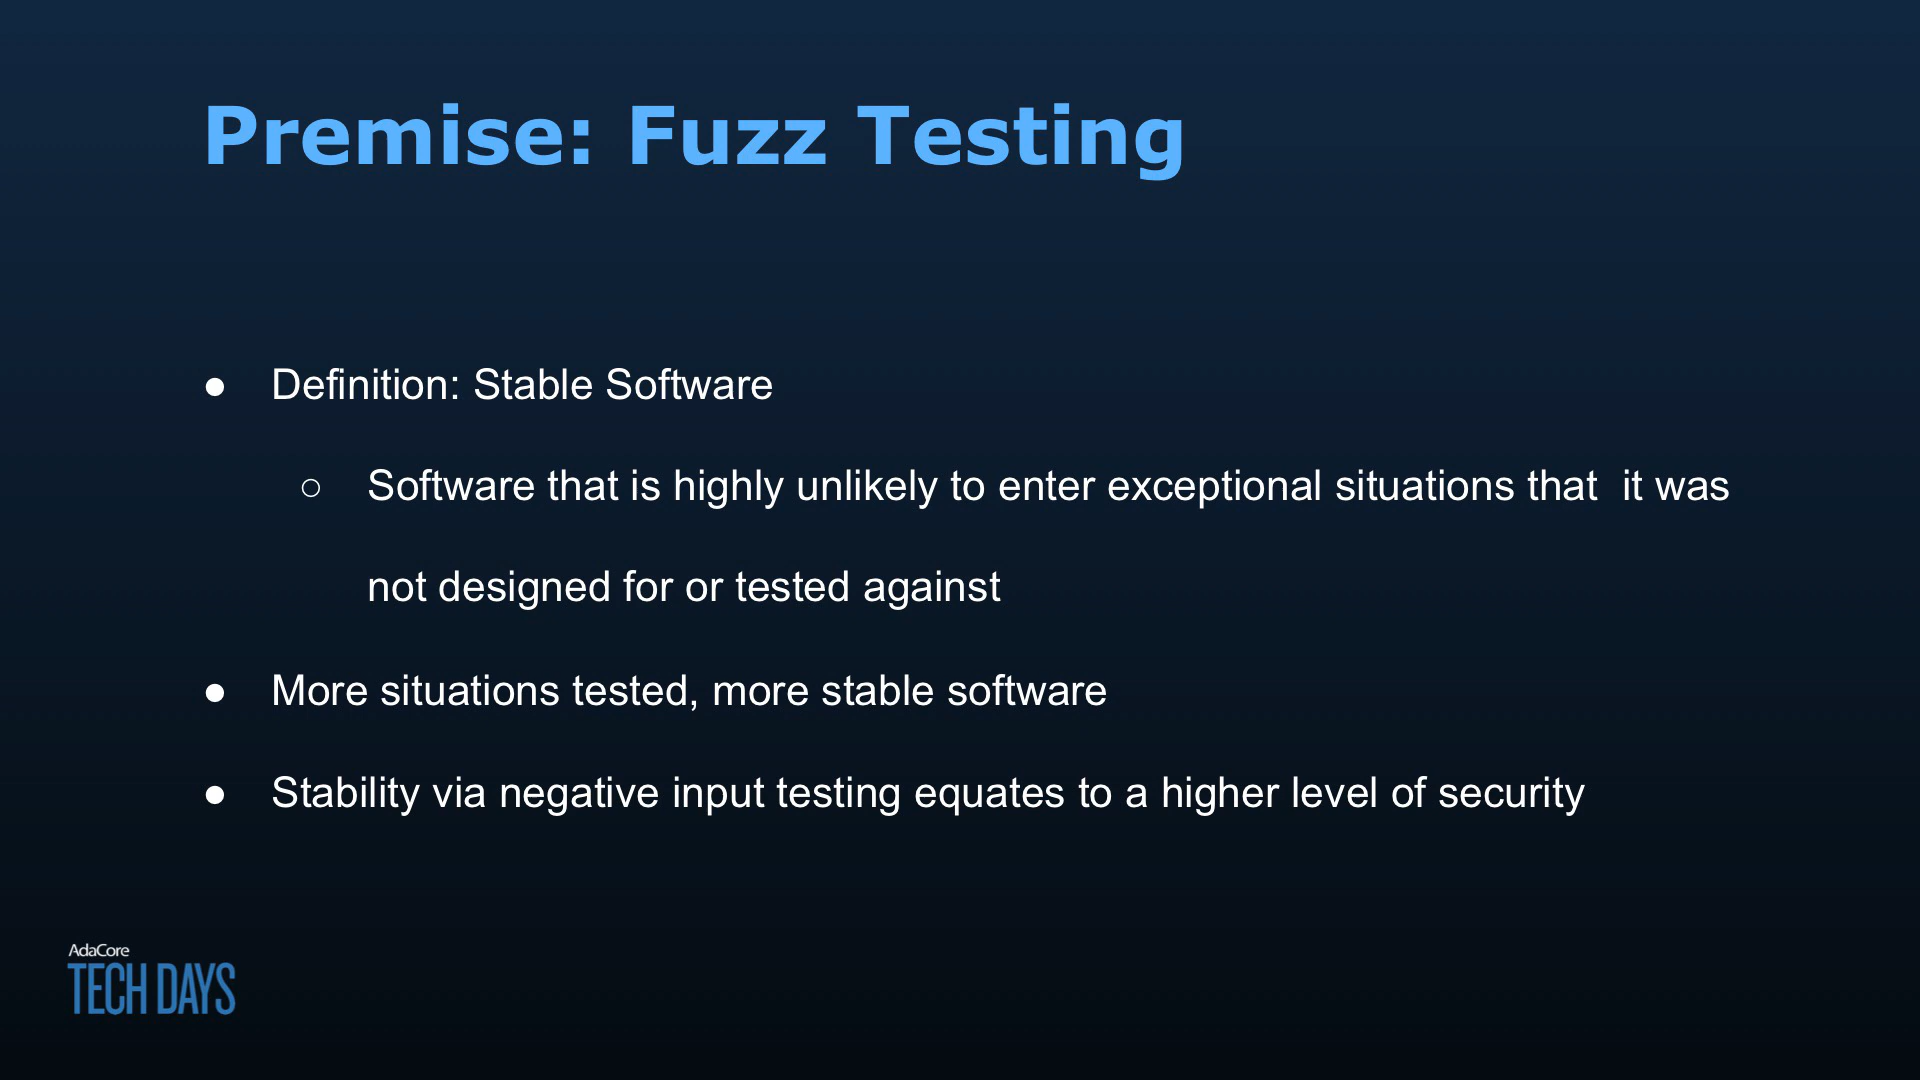 Premise: Fuzz Testing
● Definition: Stable Software
○ Software that is highly unlikely to enter exceptional situations that  it was
not designed for or tested against
● More situations tested, more stable software
● Stability via negative input testing equates to a higher level of security
AdaCore
TECH DAYS